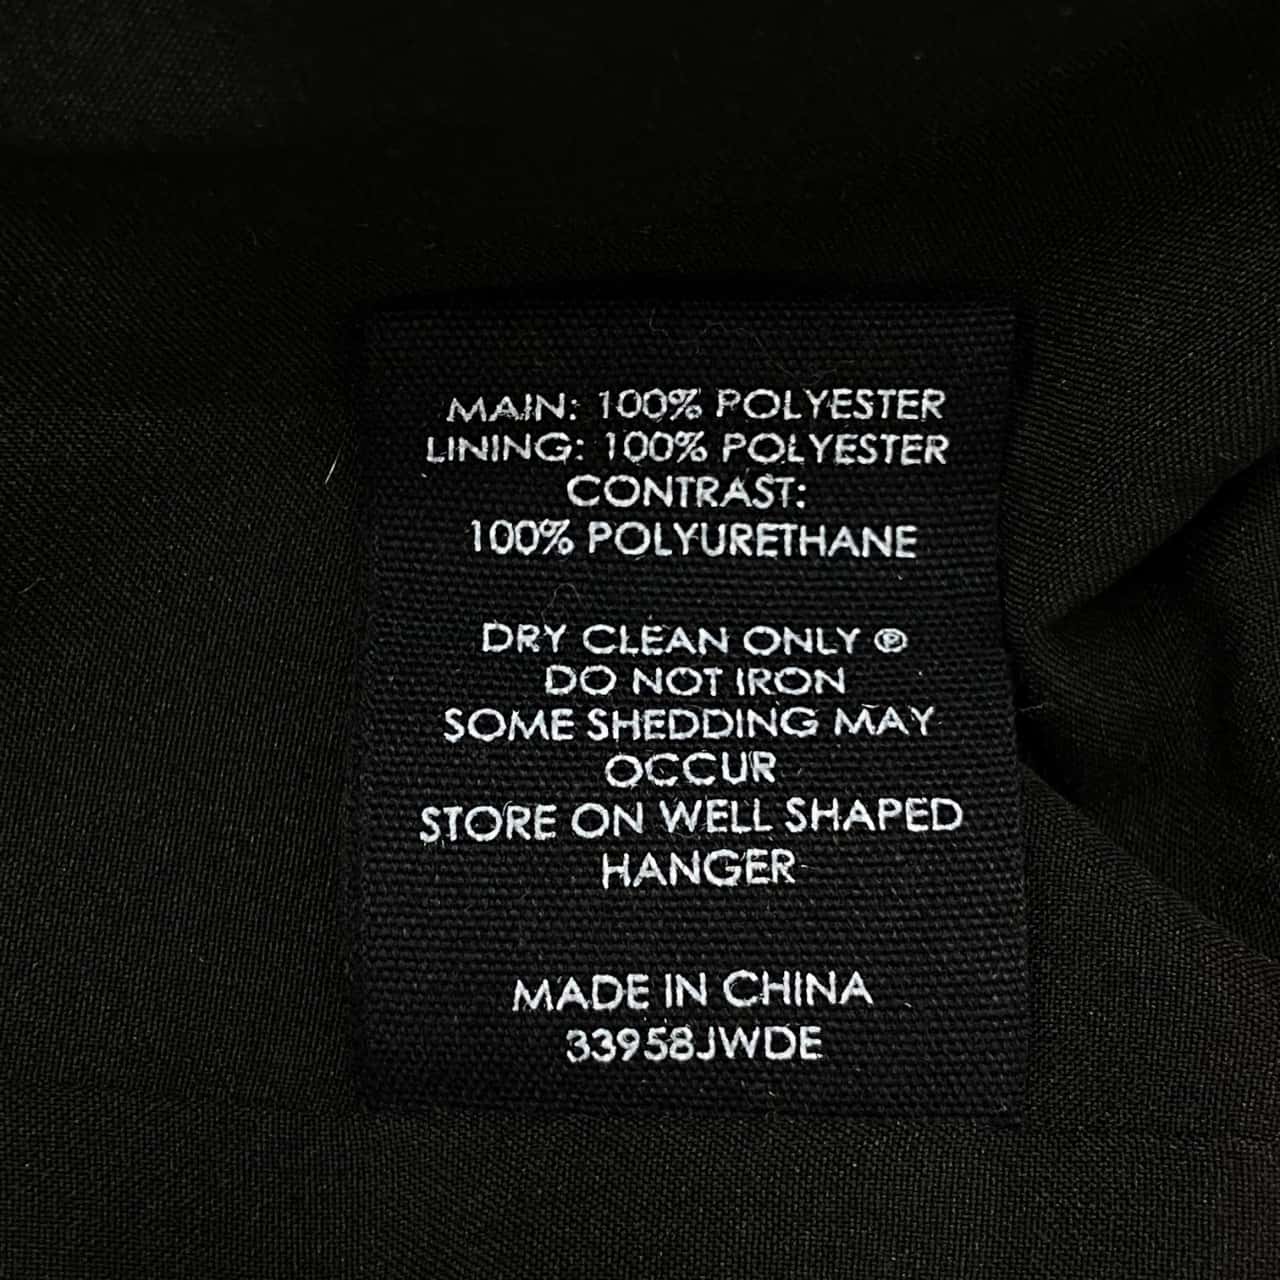 MAIN: 100% POLYESTER
LINING: 100% POLYESTER
CONTRAST:
100% POLYURETHANE
DRY CLEAN ONLY Ⓟ
DO NOT IRON
SOME SHEDDING MAY
OCCUR
STORE ON WELL SHAPED
HANGER
MADE IN CHINA
33958JWDE